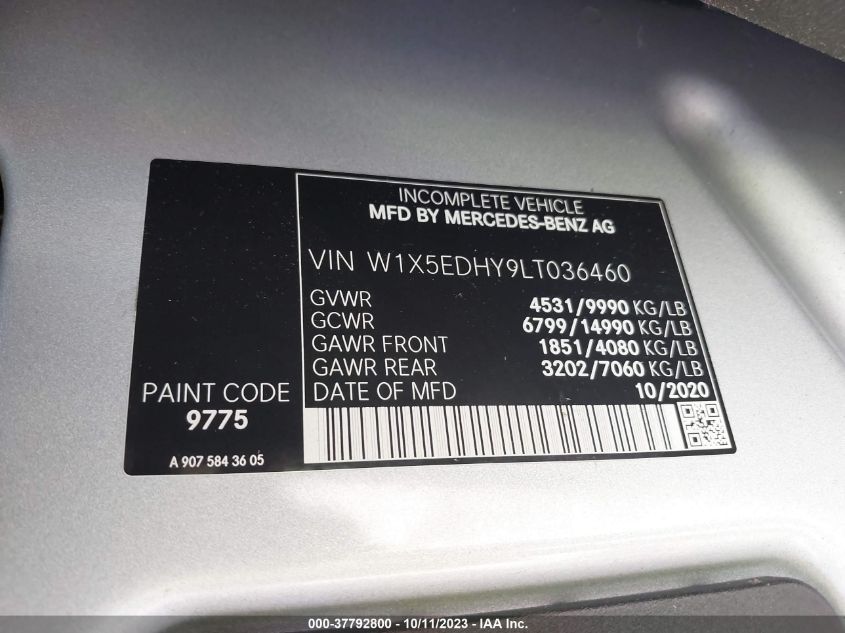 INCOMPLETE VEHICLE
MFD BY MERCEDES-BENZ AG
VIN W1X5EDHY9LT036460
GVWR 4531/9990 KG/LB
GCWR 6799/14990 KG/LB
GAWR FRONT 1851/4080 KG/LB
GAWR REAR 3202/7060 KG/LB
DATE OF MFD 10/2020
PAINT CODE
9775
A 907 584 36 05
000-37792800 - 10/11/2023 - IAA Inc.